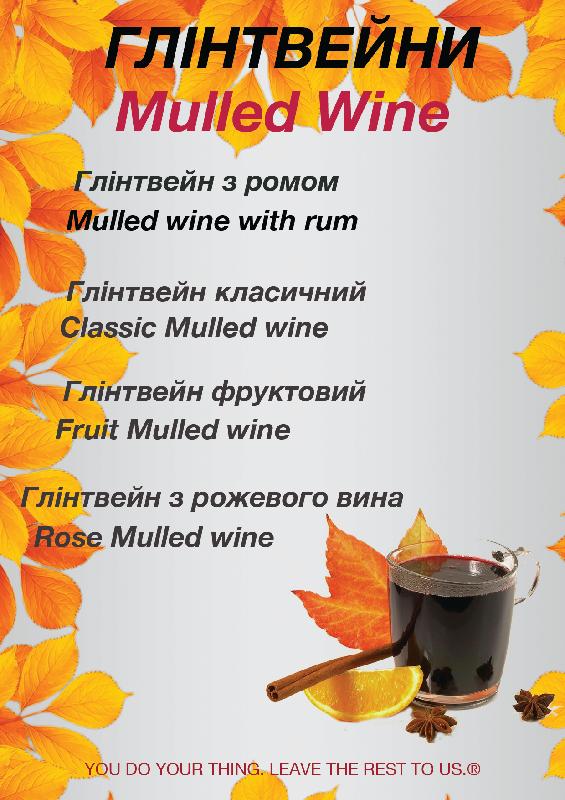 ГЛІНТВЕЙНИ
Mulled Wine
Глінтвейн з ромом
Mulled wine with rum
Глінтвейн класичний
Classic Mulled wine
Глінтвейн фруктовий
Fruit Mulled wine
Глінтвейн з рожевого вина
Rose Mulled wine
YOU DO YOUR THING. LEAVE THE REST TO US.®